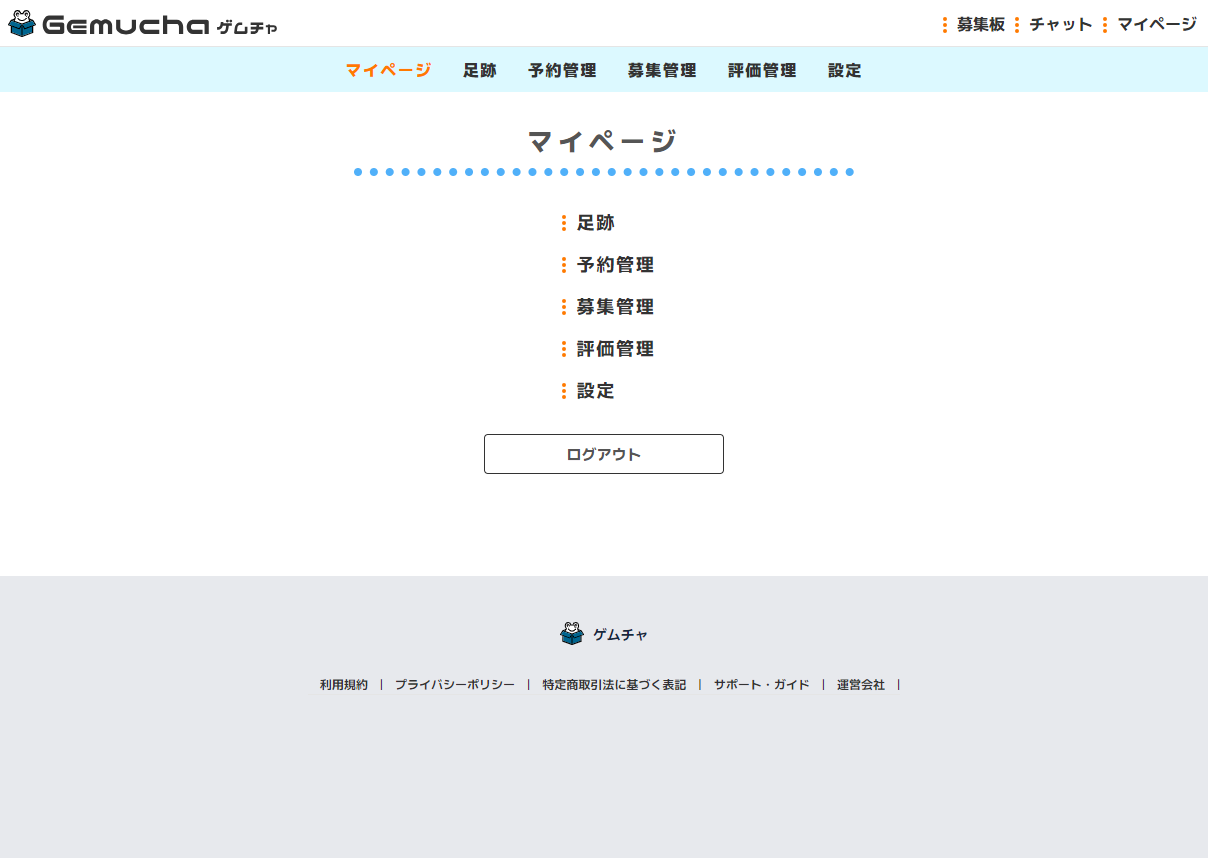 Gemucha ゲムチャ
募集板 チャット マイページ
マイページ 足跡 予約管理 募集管理 評価管理 設定
マイページ
足跡
予約管理
募集管理
評価管理
設定
ログアウト
ゲムチャ
利用規約 | プライバシーポリシー | 特定商取引法に基づく表記 | サポート・ガイド | 運営会社 |